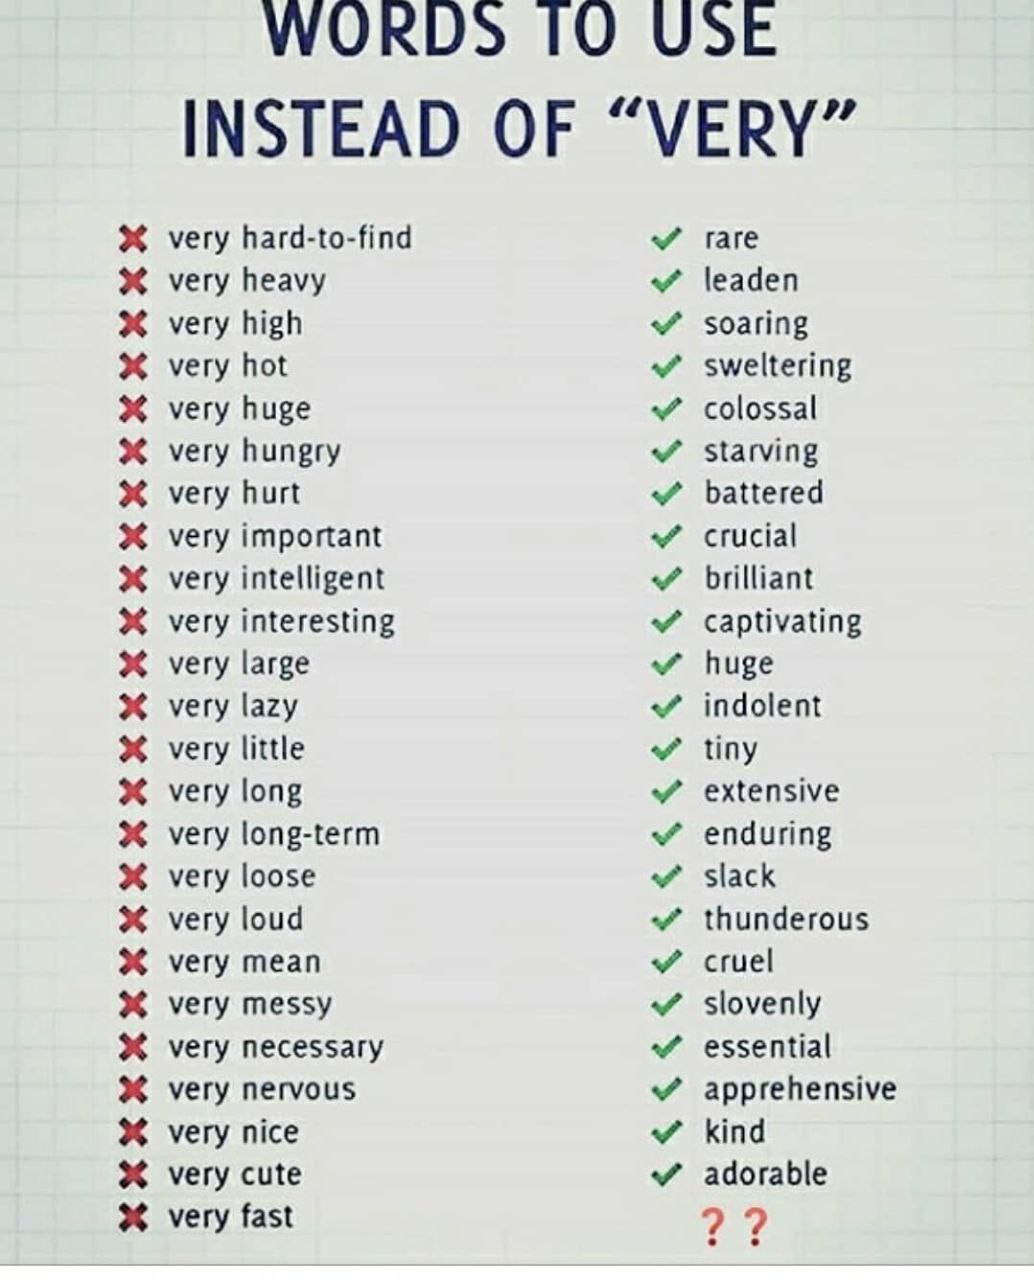 WORDS TO USE
INSTEAD OF “VERY”
very hard-to-find rare
very heavy leaden
very high soaring
very hot sweltering
very huge colossal
very hungry starving
very hurt battered
very important crucial
very intelligent brilliant
very interesting captivating
very large huge
very lazy indolent
very little tiny
very long extensive
very long-term enduring
very loose slack
very loud thunderous
very mean cruel
very messy slovenly
very necessary essential
very nervous apprehensive
very nice kind
very cute adorable
very fast ??